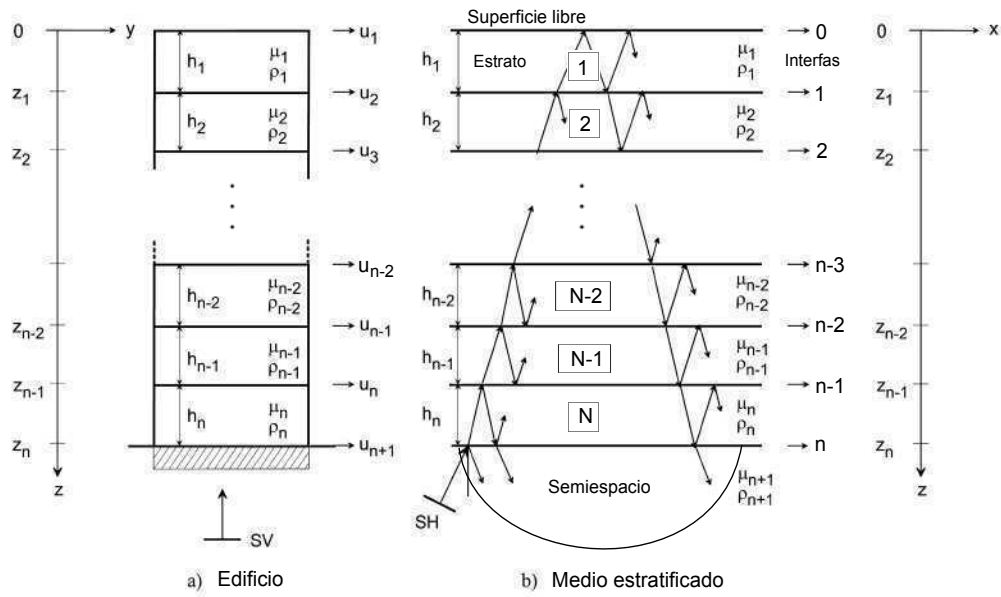 0
y
z₁
z₂
zₙ₋₂
zₙ₋₁
zₙ
z
h₁
μ₁
ρ₁
h₂
μ₂
ρ₂
hₙ₋₂
μₙ₋₂
ρₙ₋₂
hₙ₋₁
μₙ₋₁
ρₙ₋₁
hₙ
μₙ
ρₙ
u₁
u₂
u₃
uₙ₋₂
uₙ₋₁
uₙ
uₙ₊₁
SV
a) Edificio
Superficie libre
h₁
Estrato
1
μ₁
ρ₁
h₂
2
μ₂
ρ₂
hₙ₋₂
N-2
μₙ₋₂
ρₙ₋₂
hₙ₋₁
N-1
μₙ₋₁
ρₙ₋₁
hₙ
N
μₙ
ρₙ
Semiespacio
μₙ₊₁
ρₙ₊₁
SH
b) Medio estratificado
0
Interfas
1
2
n-3
n-2
n-1
n
0
x
z₁
z₂
zₙ₋₂
zₙ₋₁
zₙ
z